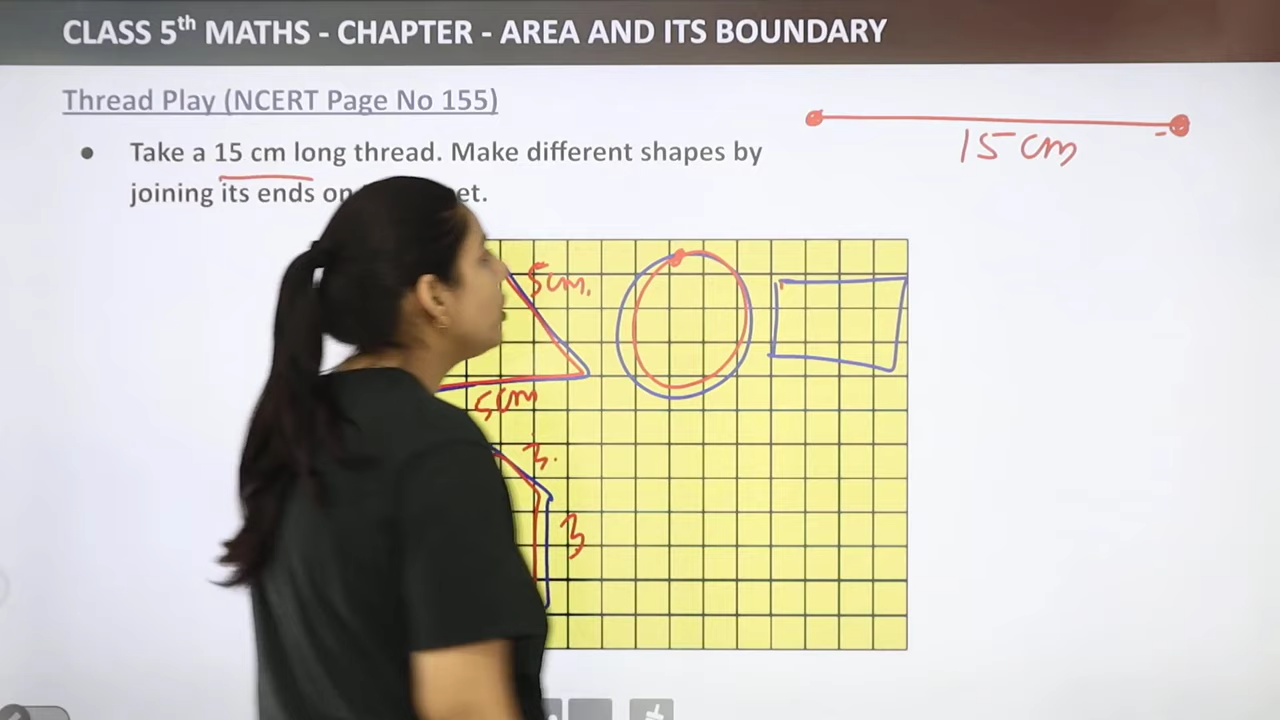 CLASS 5th MATHS - CHAPTER - AREA AND ITS BOUNDARY
Thread Play (NCERT Page No 155)
15 cm
• Take a 15 cm long thread. Make different shapes by
joining its ends on et.
5cm.
5cm
3.
3